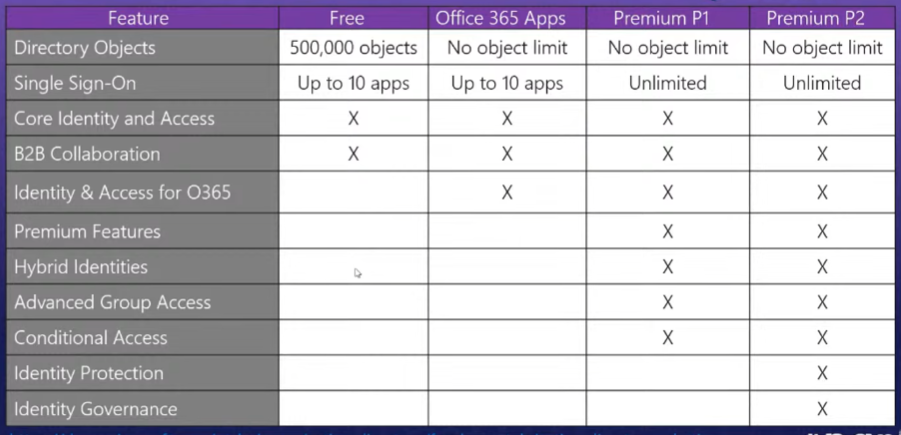 Feature Free Office 365 Apps Premium P1 Premium P2
Directory Objects 500,000 objects No object limit No object limit No object limit
Single Sign-On Up to 10 apps Up to 10 apps Unlimited Unlimited
Core Identity and Access X X X X
B2B Collaboration X X X X
Identity & Access for O365 X X X
Premium Features X X
Hybrid Identities X X
Advanced Group Access X X
Conditional Access X X
Identity Protection X
Identity Governance X